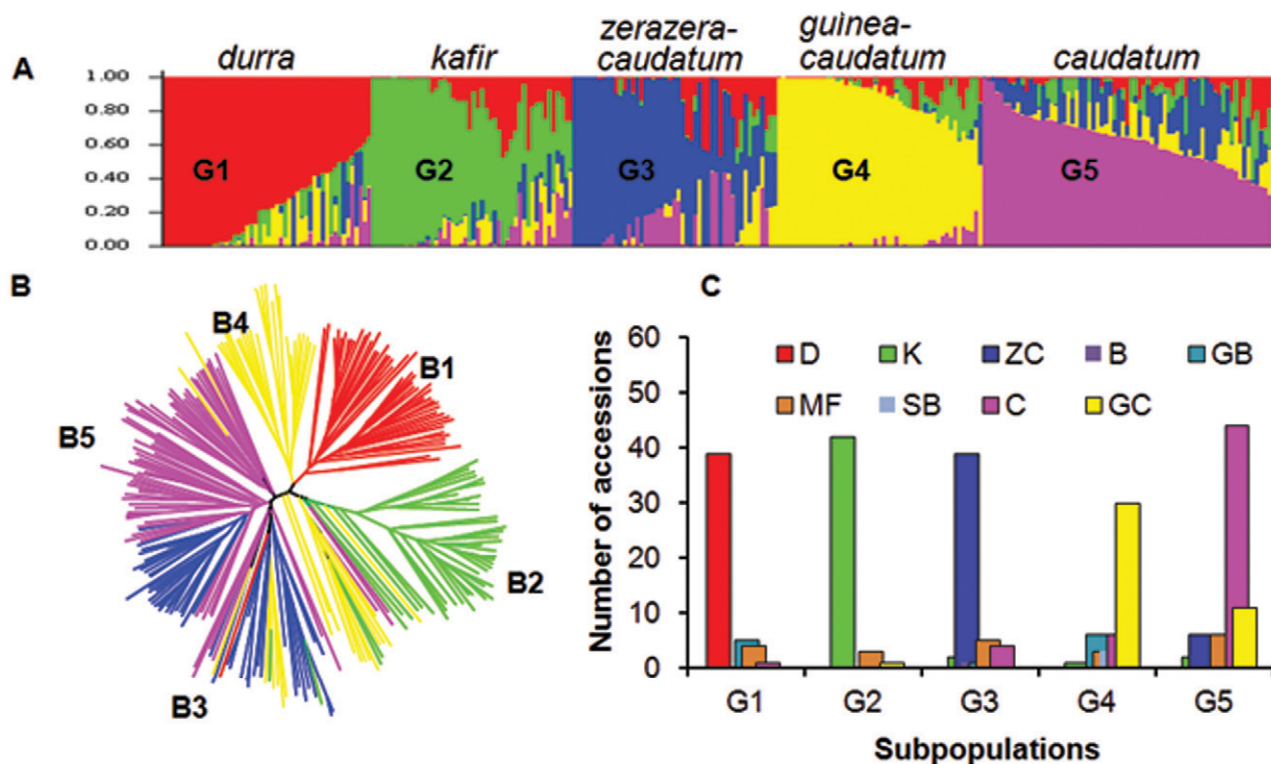 durra kafir zerazera-caudatum guinea-caudatum caudatum
A
1.00
0.80
0.60
0.40
0.20
0.00
G1 G2 G3 G4 G5
B
B4
B1
B5
B2
B3
C
Number of accessions
60
50
40
30
20
10
0
D K ZC B GB
MF SB C GC
G1 G2 G3 G4 G5
Subpopulations